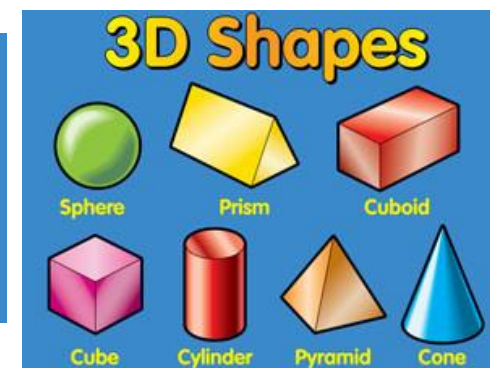 3D Shapes
Sphere Prism Cuboid
Cube Cylinder Pyramid Cone